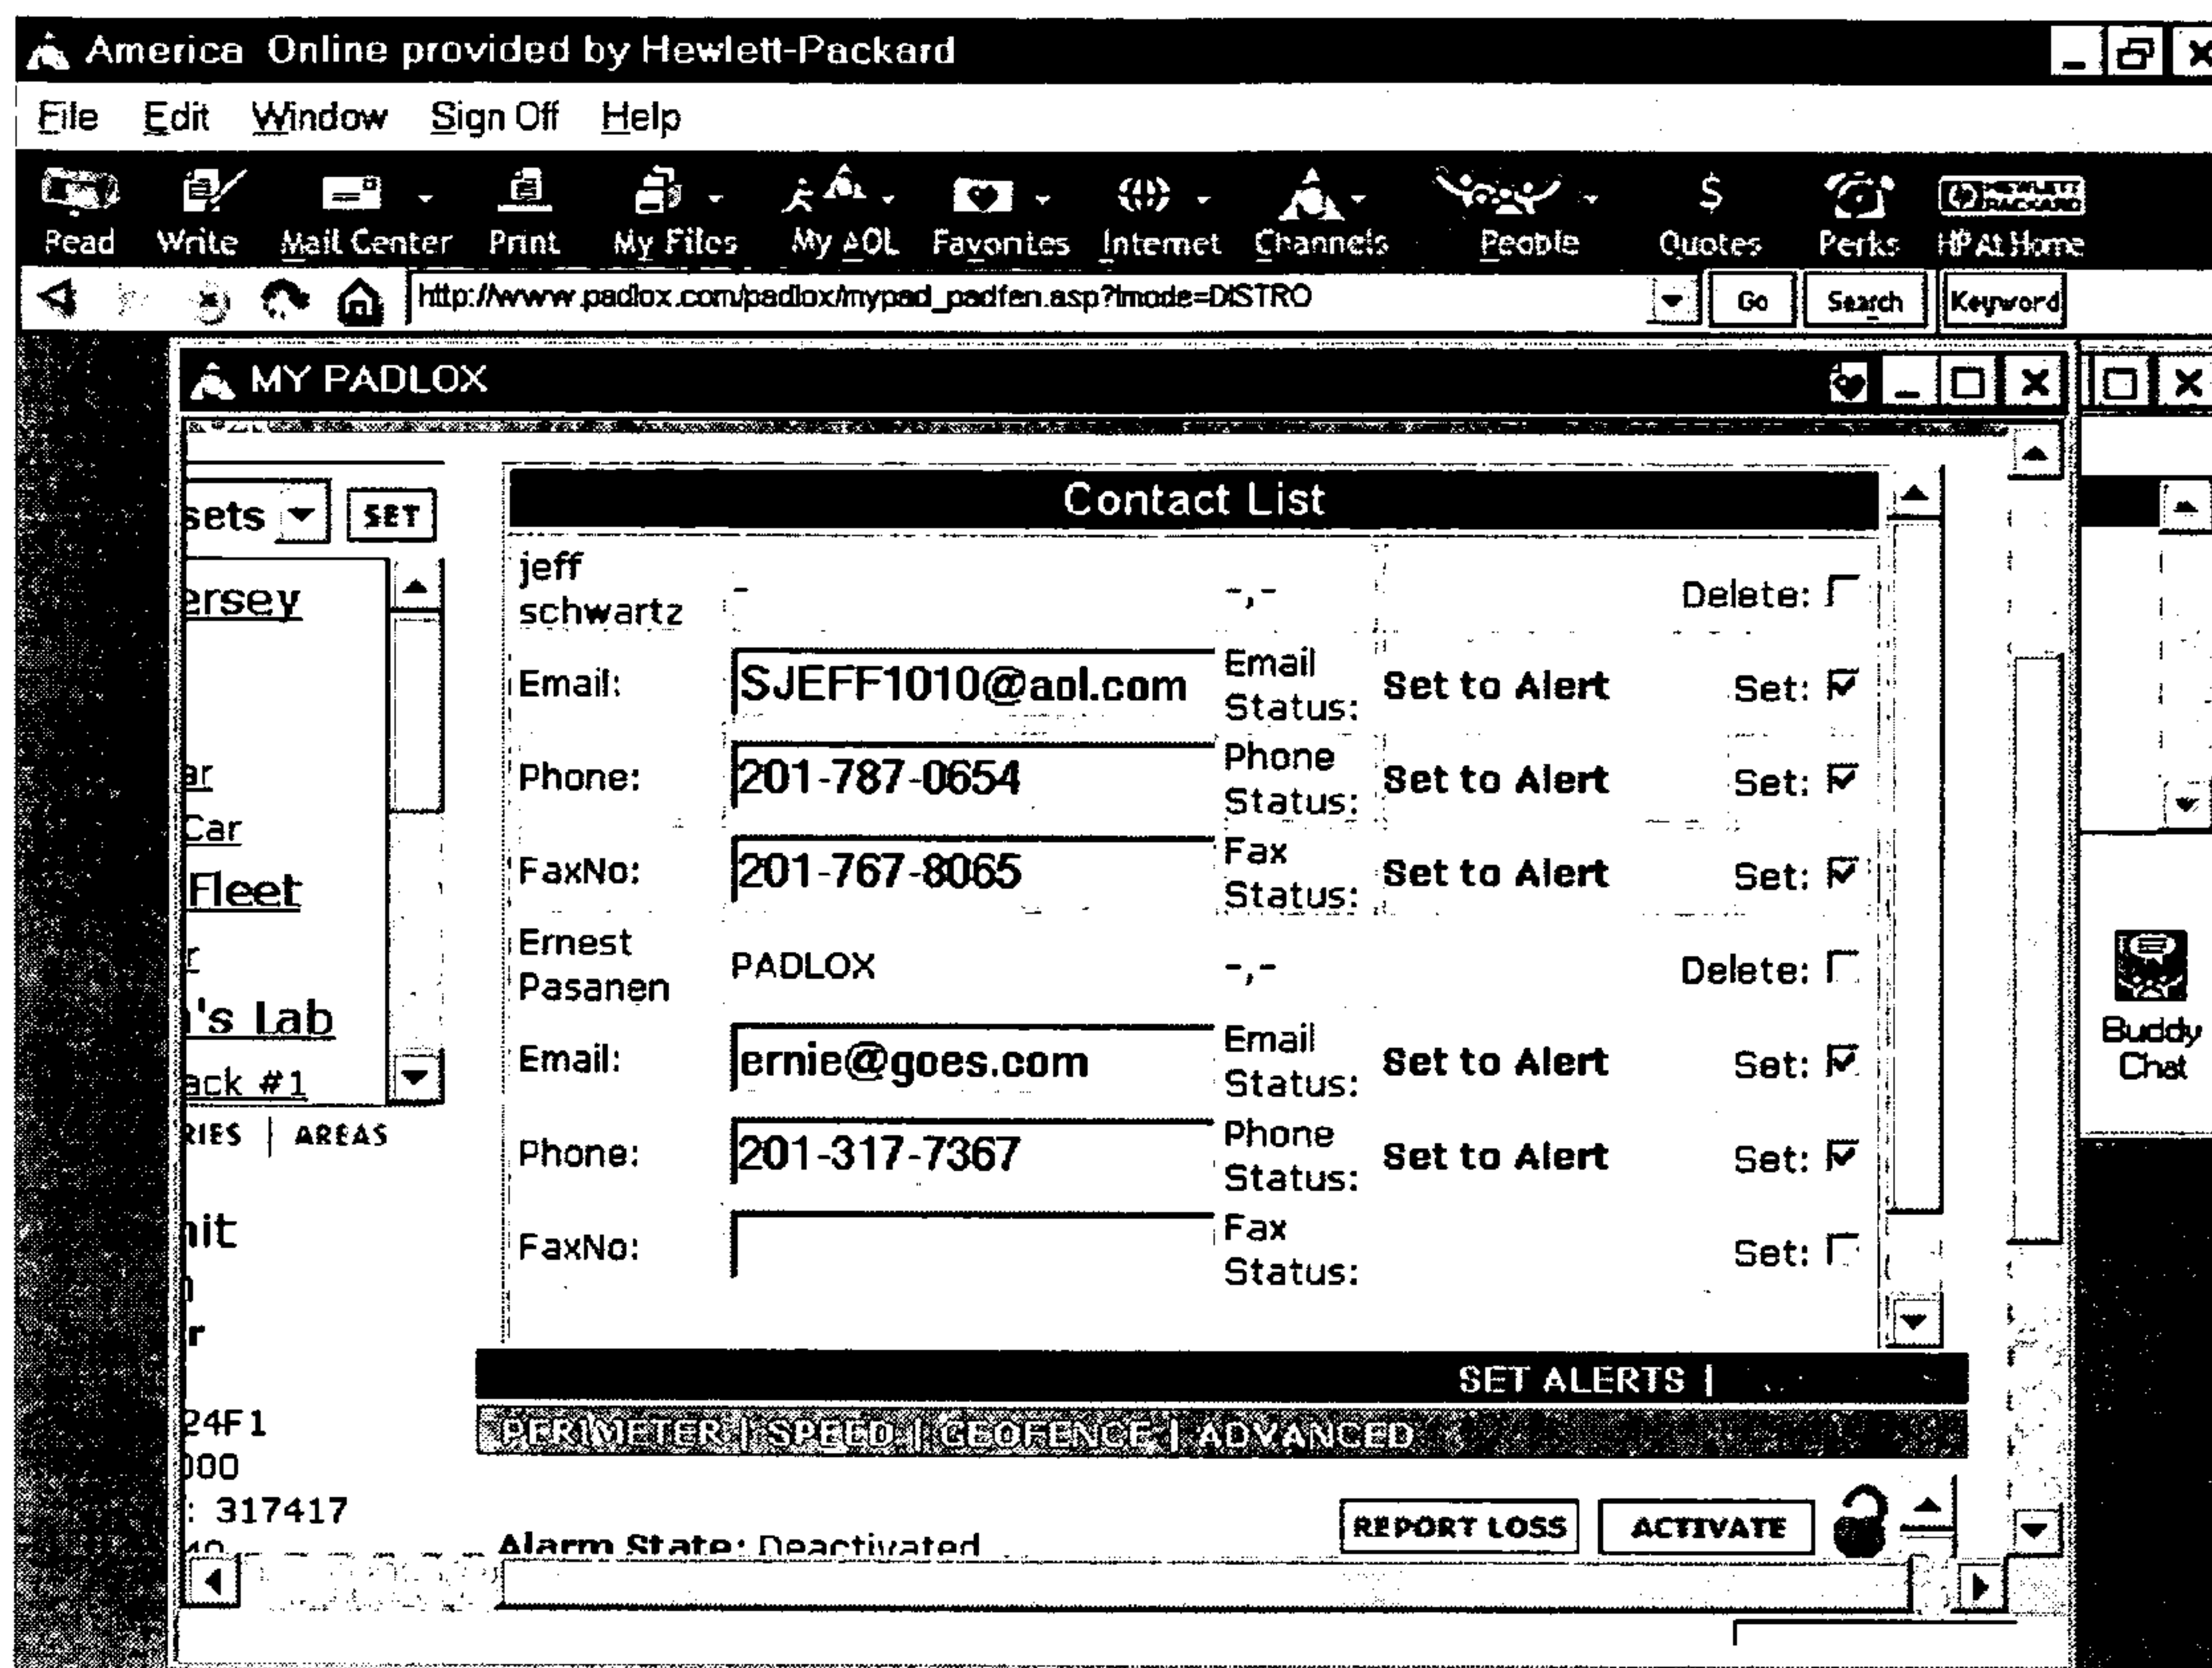 America Online provided by Hewlett-Packard
File Edit Window Sign Off Help
Read Write Mail Center Print My Files My AOL Favorites Internet Channels People Quotes Perks HP At Home
HEWLETT PACKARD
http://www.padlox.com/padlox/mypad_padfen.asp?lmode=DISTRO Go Search Keyword
MY PADLOX
sets SET
ersey
ar
Car
Fleet
r
's Lab
ack #1
RIES | AREAS
nit
n
r
24F1
000
: 317417
Contact List
jeff schwartz - -,- Delete:
Email: SJEFF1010@aol.com Email Status: Set to Alert Set:
Phone: 201-787-0654 Phone Status: Set to Alert Set:
FaxNo: 201-767-8065 Fax Status: Set to Alert Set:
Ernest Pasanen PADLOX -,- Delete:
Email: ernie@goes.com Email Status: Set to Alert Set:
Phone: 201-317-7367 Phone Status: Set to Alert Set:
FaxNo: Fax Status: Set:
SET ALERTS |
PERIMETER | SPEED | GEOFENCE | ADVANCED
Alarm State: Deactivated REPORT LOSS ACTIVATE
Buddy Chat